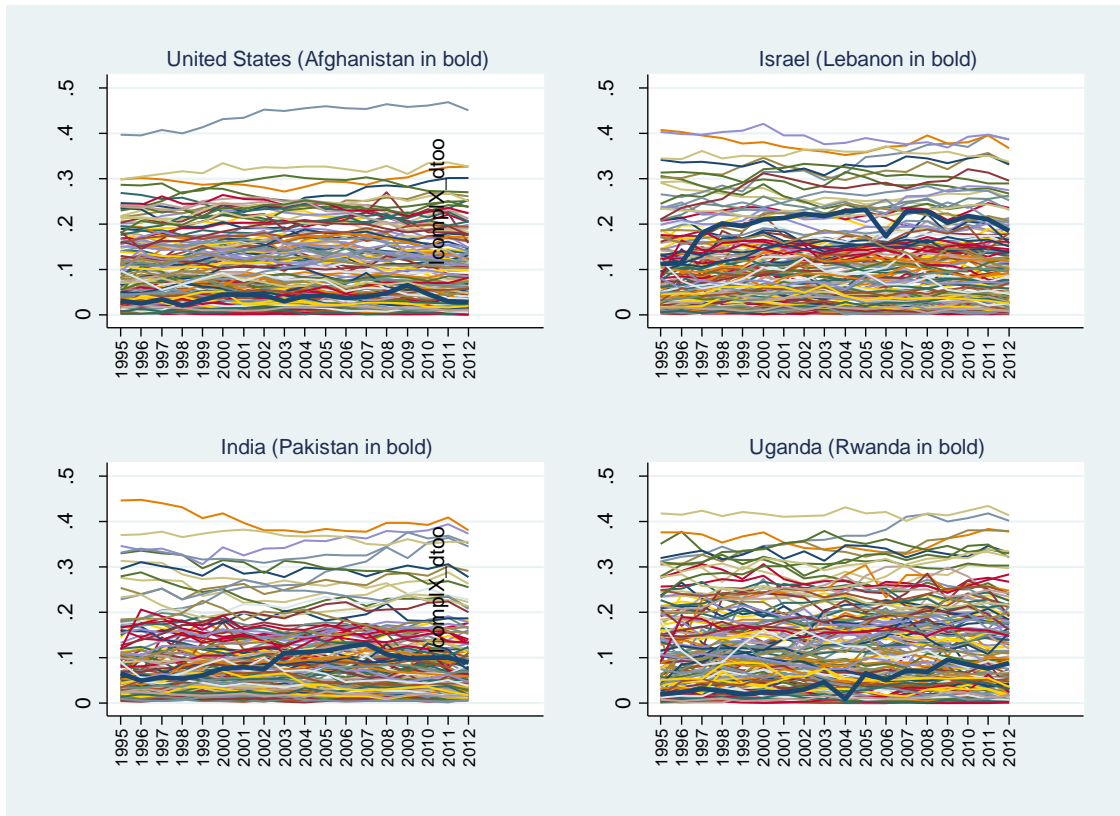 United States (Afghanistan in bold)
.5
.4
.3
.2
.1
0
IcomplX_dtoo
1995 1996 1997 1998 1999 2000 2001 2002 2003 2004 2005 2006 2007 2008 2009 2010 2011 2012
Israel (Lebanon in bold)
.5
.4
.3
.2
.1
0
1995 1996 1997 1998 1999 2000 2001 2002 2003 2004 2005 2006 2007 2008 2009 2010 2011 2012
India (Pakistan in bold)
.5
.4
.3
.2
.1
0
IcomplX_dtoo
1995 1996 1997 1998 1999 2000 2001 2002 2003 2004 2005 2006 2007 2008 2009 2010 2011 2012
Uganda (Rwanda in bold)
.5
.4
.3
.2
.1
0
1995 1996 1997 1998 1999 2000 2001 2002 2003 2004 2005 2006 2007 2008 2009 2010 2011 2012